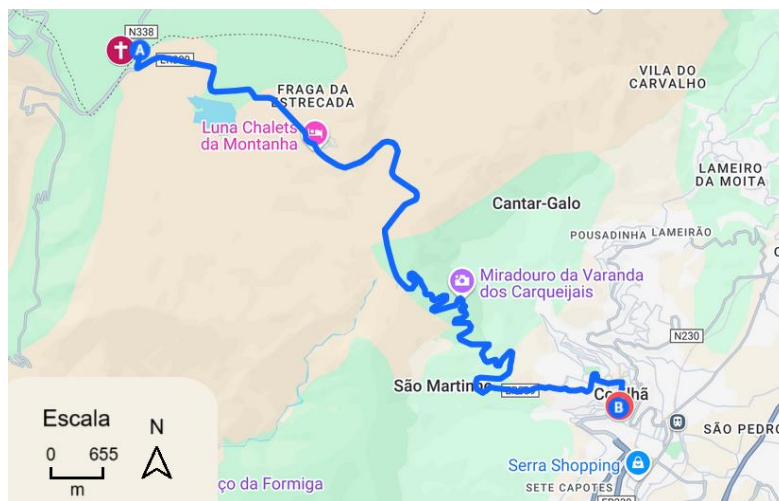 N338
A
FRAGA DA
ESTRECADA
Luna Chalets
da Montanha
VILA DO
CARVALHO
LAMEIRO
DA MOITA
Cantar-Galo
POUSADINHA
LAMEIRÃO
Miradouro da Varanda
dos Carqueijais
N230
São Martinho
B
SÃO PEDRO
Serra Shopping
SETE CAPOTES
ço da Formiga
Escala
0 655
m
N